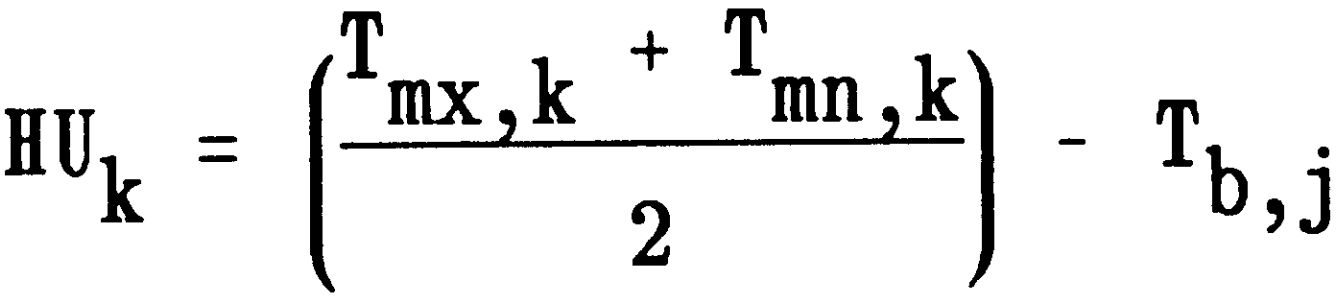 HU_k = (T_mx,k + T_mn,k / 2) - T_b,j